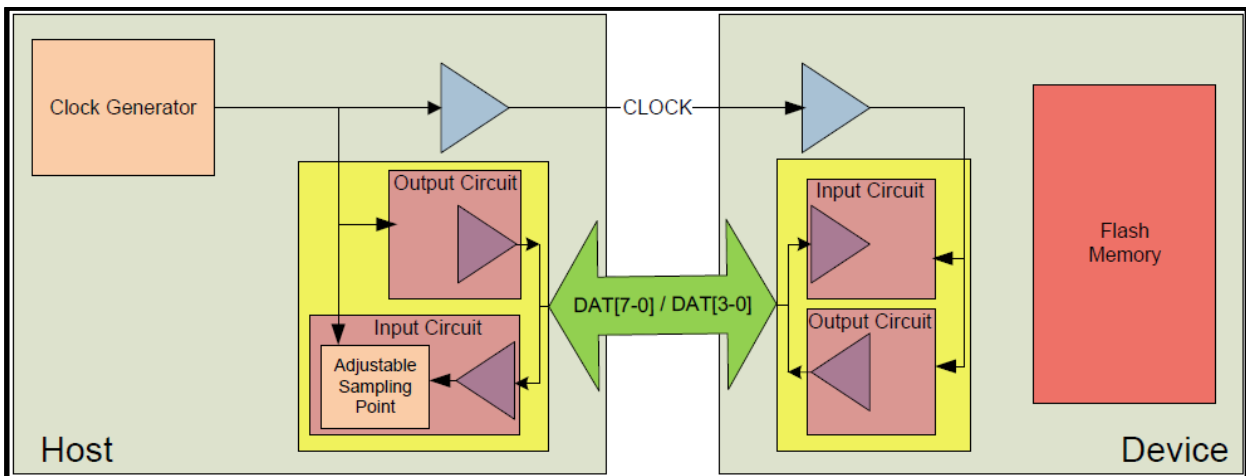 Clock Generator
CLOCK
Output Circuit
Input Circuit
Adjustable
Sampling
Point
Host
DAT[7-0] / DAT[3-0]
Input Circuit
Output Circuit
Flash
Memory
Device